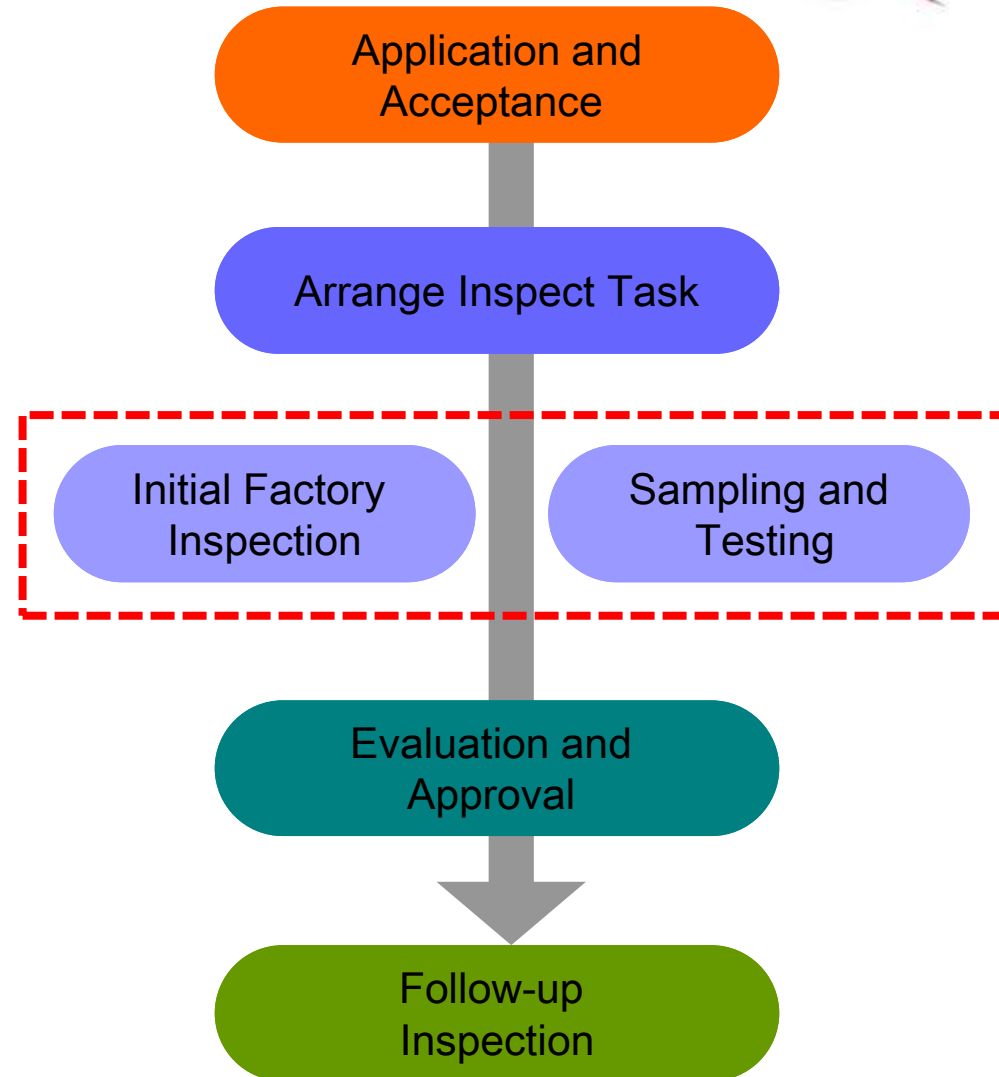 Application and
Acceptance
Arrange Inspect Task
Initial Factory
Inspection
Sampling and
Testing
Evaluation and
Approval
Follow-up
Inspection